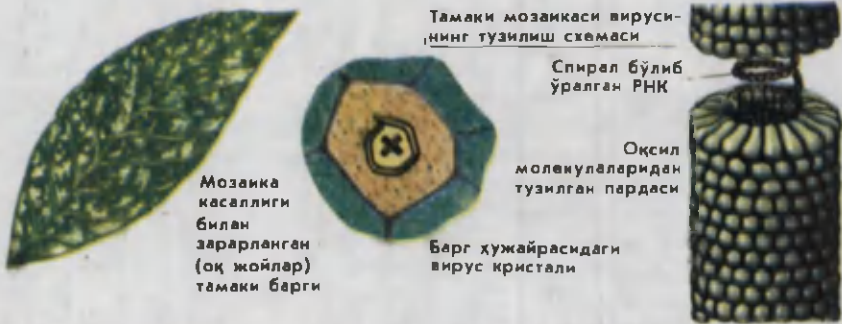 Мозаика
касаллиги
билан
зарарланган
(оқ жойлар)
тамаки барги
Барг ҳужайрасидаги
вирус кристали
Тамаки мозаикаси вируси-
нинг тузилиш схемаси
Спирал бўлиб
ўралган РНК
Оқсил
молекулаларидан
тузилган пардаси